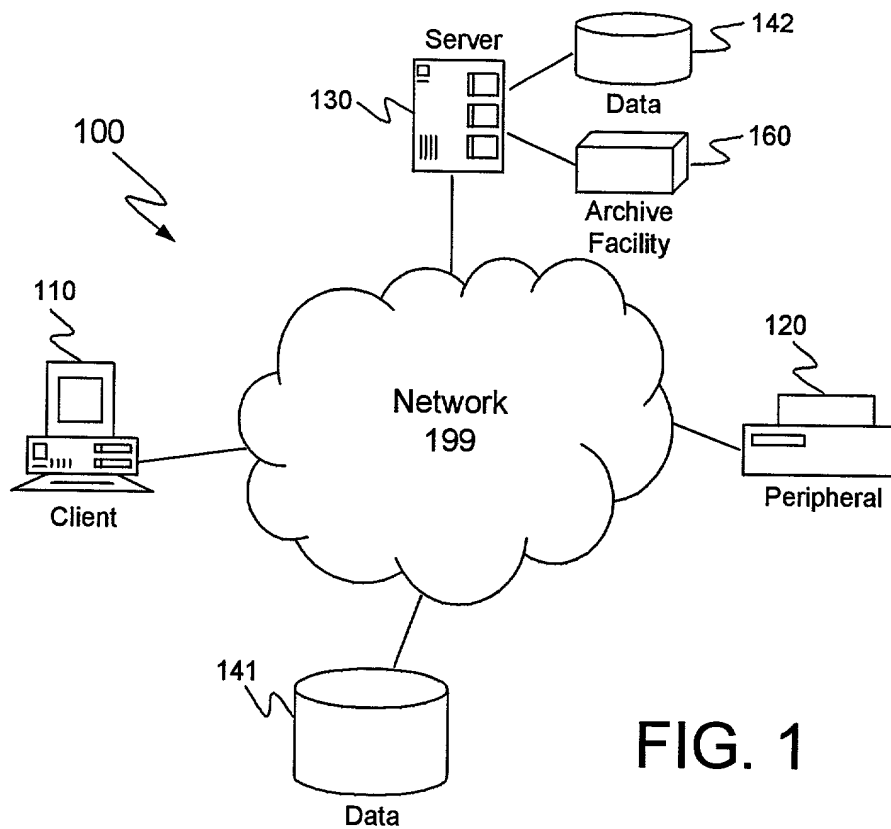 Server
142
130
Data
100
160
Archive
Facility
110
120
Network
199
Client
Peripheral
141
FIG. 1
Data